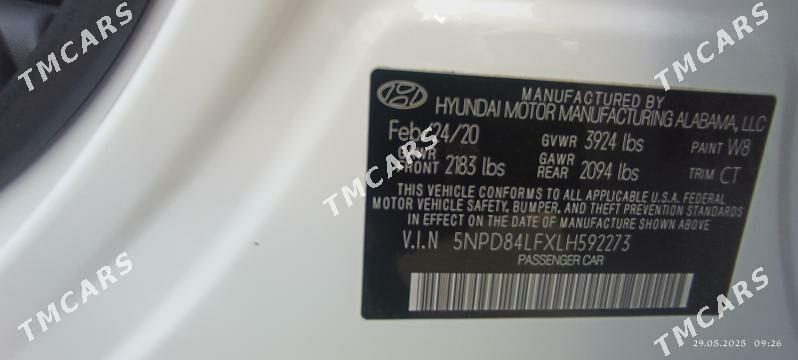 TMCARS
TMCARS
MANUFACTURED BY
HYUNDAI MOTOR MANUFACTURING ALABAMA, LLC
Feb/24/20 GVWR 3924 lbs PAINT W8
GAWR FRONT 2183 lbs GAWR REAR 2094 lbs TRIM CT
THIS VEHICLE CONFORMS TO ALL APPLICABLE U.S.A. FEDERAL
MOTOR VEHICLE SAFETY, BUMPER, AND THEFT PREVENTION STANDARDS
IN EFFECT ON THE DATE OF MANUFACTURE SHOWN ABOVE.
V.I.N 5NPD84LFXLH592273
PASSENGER CAR
TMCARS
TMCARS
TMCARS
29.05.2025 09:26